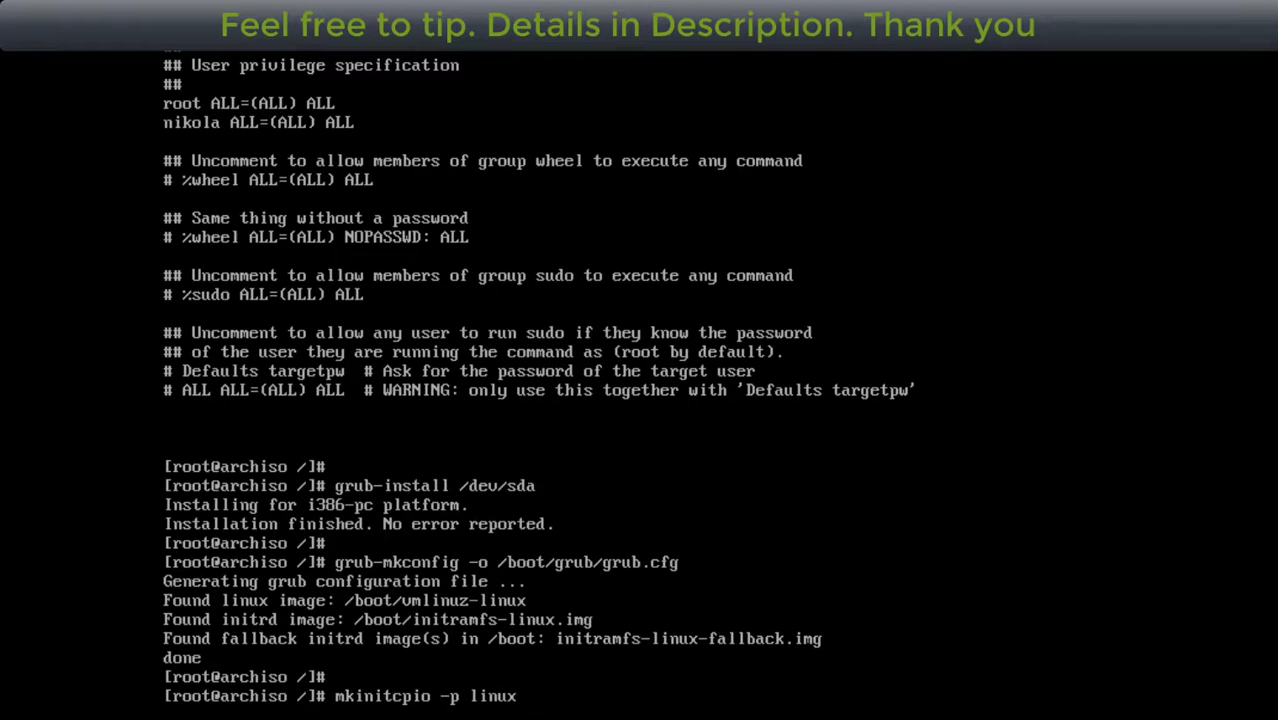 Feel free to tip. Details in Description. Thank you
##
## User privilege specification
##
root ALL=(ALL) ALL
nikola ALL=(ALL) ALL
## Uncomment to allow members of group wheel to execute any command
# %wheel ALL=(ALL) ALL
## Same thing without a password
# %wheel ALL=(ALL) NOPASSWD: ALL
## Uncomment to allow members of group sudo to execute any command
# %sudo ALL=(ALL) ALL
## Uncomment to allow any user to run sudo if they know the password
## of the user they are running the command as (root by default).
# Defaults targetpw  # Ask for the password of the target user
# ALL ALL=(ALL) ALL  # WARNING: only use this together with 'Defaults targetpw'
[root@archiso /]#
[root@archiso /]# grub-install /dev/sda
Installing for i386-pc platform.
Installation finished. No error reported.
[root@archiso /]#
[root@archiso /]# grub-mkconfig -o /boot/grub/grub.cfg
Generating grub configuration file ...
Found linux image: /boot/vmlinuz-linux
Found initrd image: /boot/initramfs-linux.img
Found fallback initrd image(s) in /boot: initramfs-linux-fallback.img
done
[root@archiso /]#
[root@archiso /]# mkinitcpio -p linux